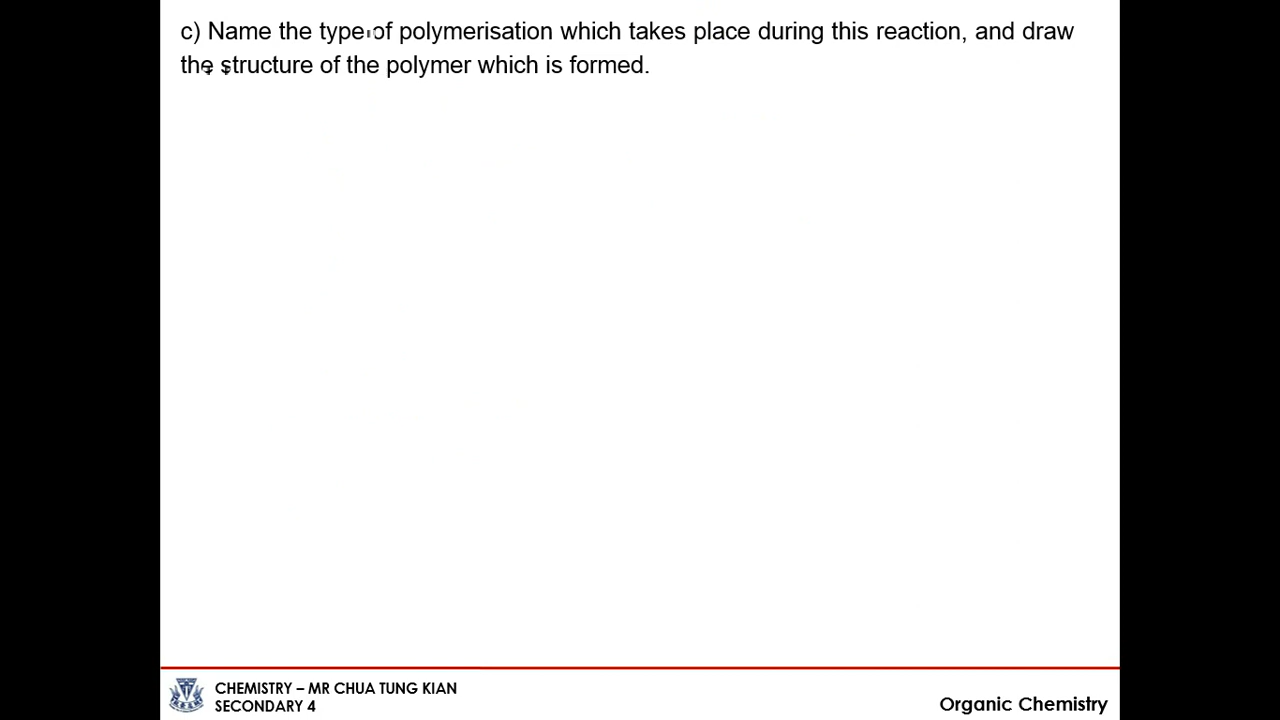 c) Name the type of polymerisation which takes place during this reaction, and draw
the structure of the polymer which is formed.
CHEMISTRY – MR CHUA TUNG KIAN
SECONDARY 4
Organic Chemistry